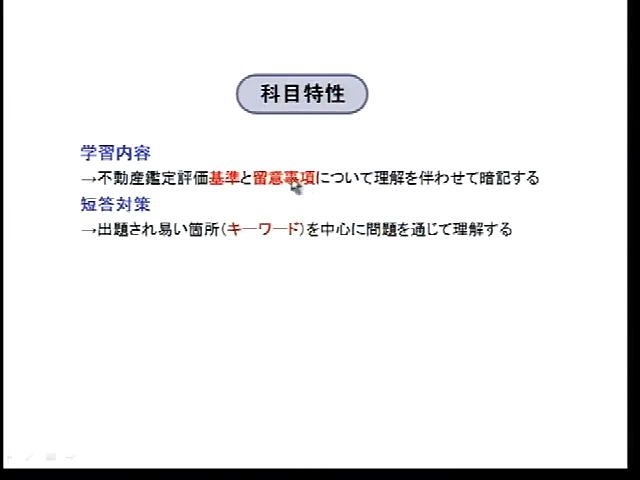 科目特性
学習内容
→不動産鑑定評価基準と留意事項について理解を伴わせて暗記する
短答対策
→出題され易い箇所(キーワード)を中心に問題を通じて理解する